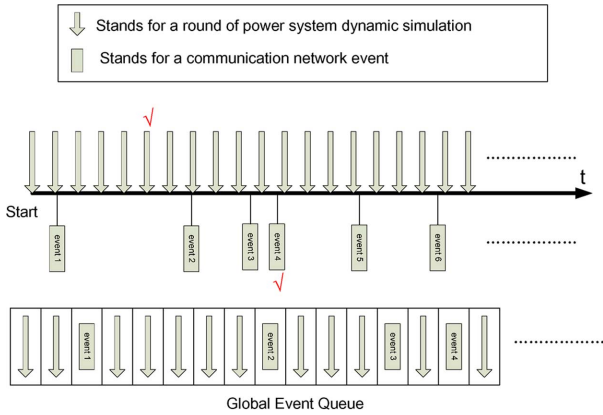 Stands for a round of power system dynamic simulation
Stands for a communication network event
√
t
Start
event 1
event 2
event 3
event 4
event 5
event 6
√
event 1
event 2
event 3
event 4
Global Event Queue